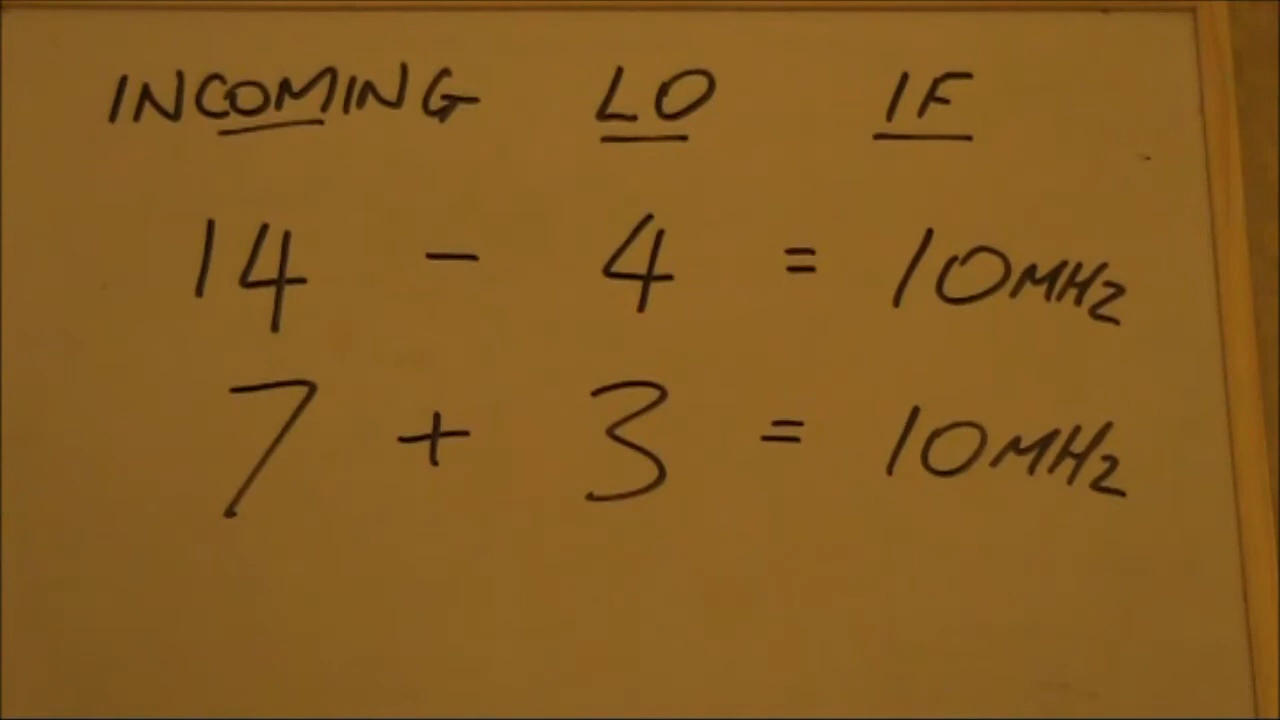 INCOMING LO IF
14 - 4 = 10MHz
7 + 3 = 10MHz